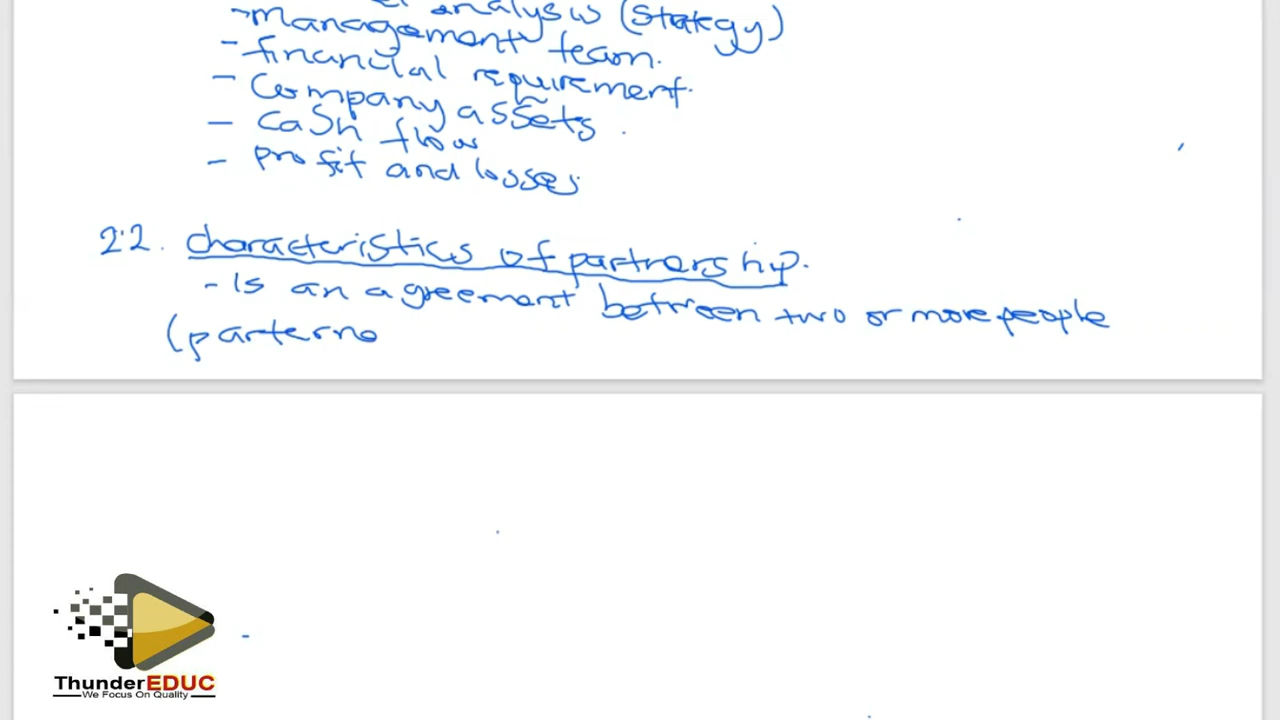 analysis (Stategy)
- management team.
- financial requirement.
- Company assets.
- Cash flow
- profit and losses
2.2. characteristics of partnership.
- Is an agreement between two or more people
(parterne
ThunderEDUC
We Focus On Quality